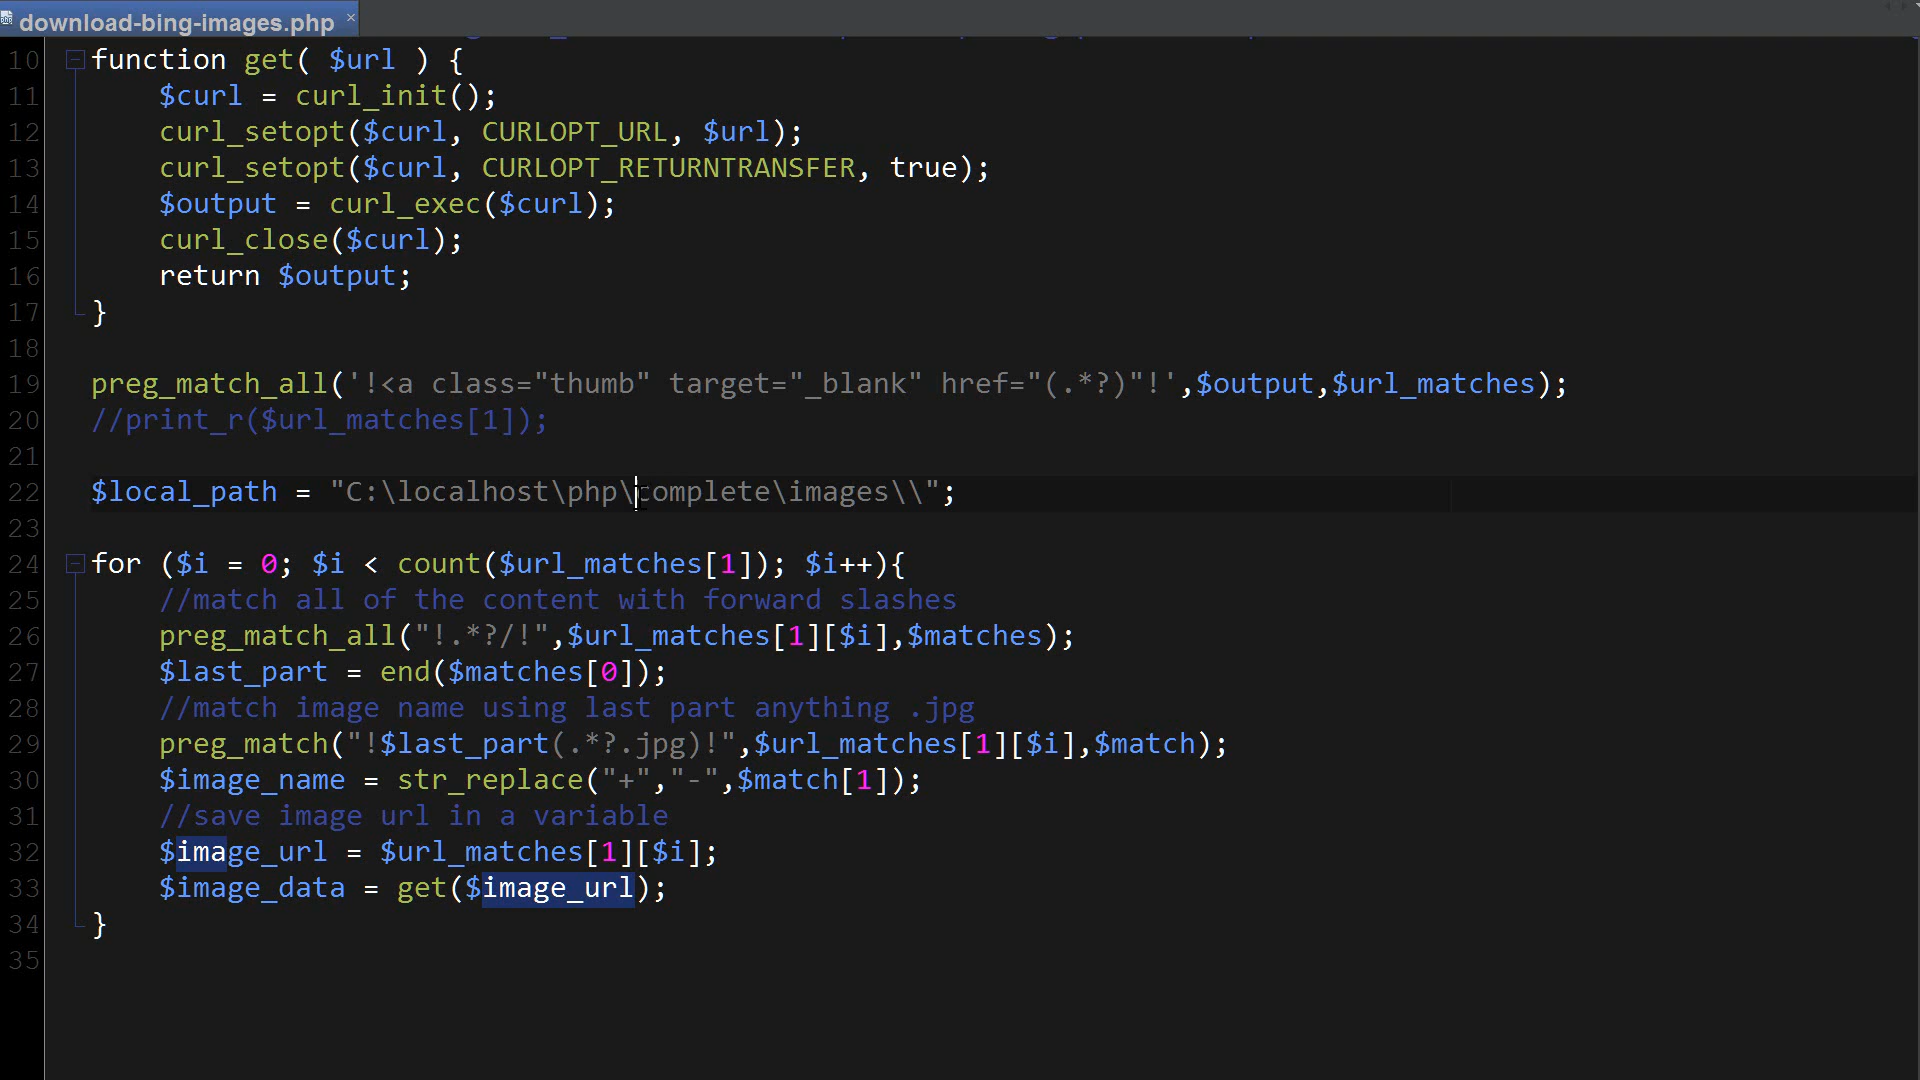 download-bing-images.php ×
10 function get( $url ) {
11 $curl = curl_init();
12 curl_setopt($curl, CURLOPT_URL, $url);
13 curl_setopt($curl, CURLOPT_RETURNTRANSFER, true);
14 $output = curl_exec($curl);
15 curl_close($curl);
16 return $output;
17 }
18
19 preg_match_all('!<a class="thumb" target="_blank" href="(.*?)"!',$output,$url_matches);
20 //print_r($url_matches[1]);
21
22 $local_path = "C:\localhost\php\complete\images\\";
23
24 for ($i = 0; $i < count($url_matches[1]); $i++){
25 //match all of the content with forward slashes
26 preg_match_all("!.*?/!",$url_matches[1][$i],$matches);
27 $last_part = end($matches[0]);
28 //match image name using last part anything .jpg
29 preg_match("!$last_part(.*?.jpg)!",$url_matches[1][$i],$match);
30 $image_name = str_replace("+","-",$match[1]);
31 //save image url in a variable
32 $image_url = $url_matches[1][$i];
33 $image_data = get($image_url);
34 }
35